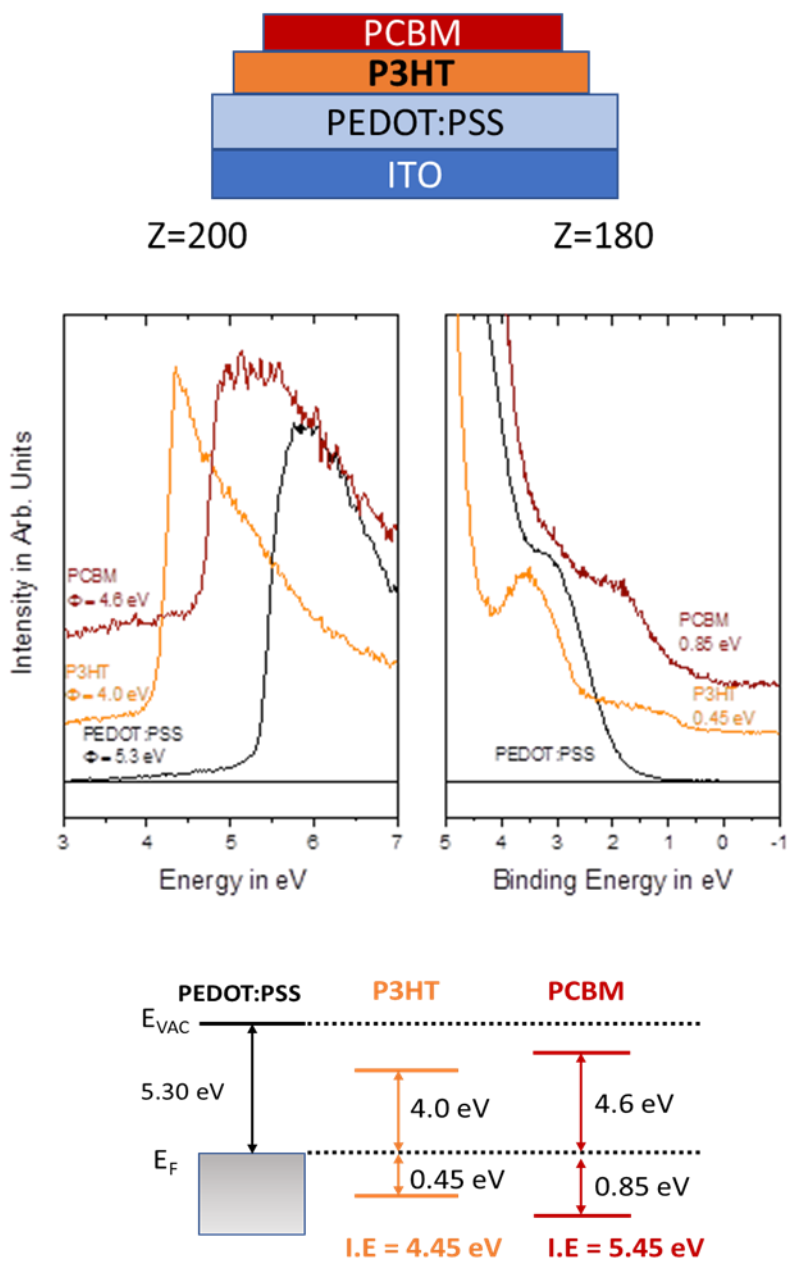 PCBM
P3HT
PEDOT:PSS
ITO
Z=200
Z=180
Intensity in Arb. Units
PCBM
Φ= 4.6 eV
P3HT
Φ= 4.0 eV
PEDOT:PSS
Φ= 5.3 eV
3 4 5 6 7
Energy in eV
PCBM
0.85 eV
P3HT
0.45 eV
PEDOT:PSS
5 4 3 2 1 0 -1
Binding Energy in eV
PEDOT:PSS
P3HT
PCBM
EVAC
5.30 eV
4.0 eV
4.6 eV
EF
0.45 eV
0.85 eV
I.E = 4.45 eV
I.E = 5.45 eV